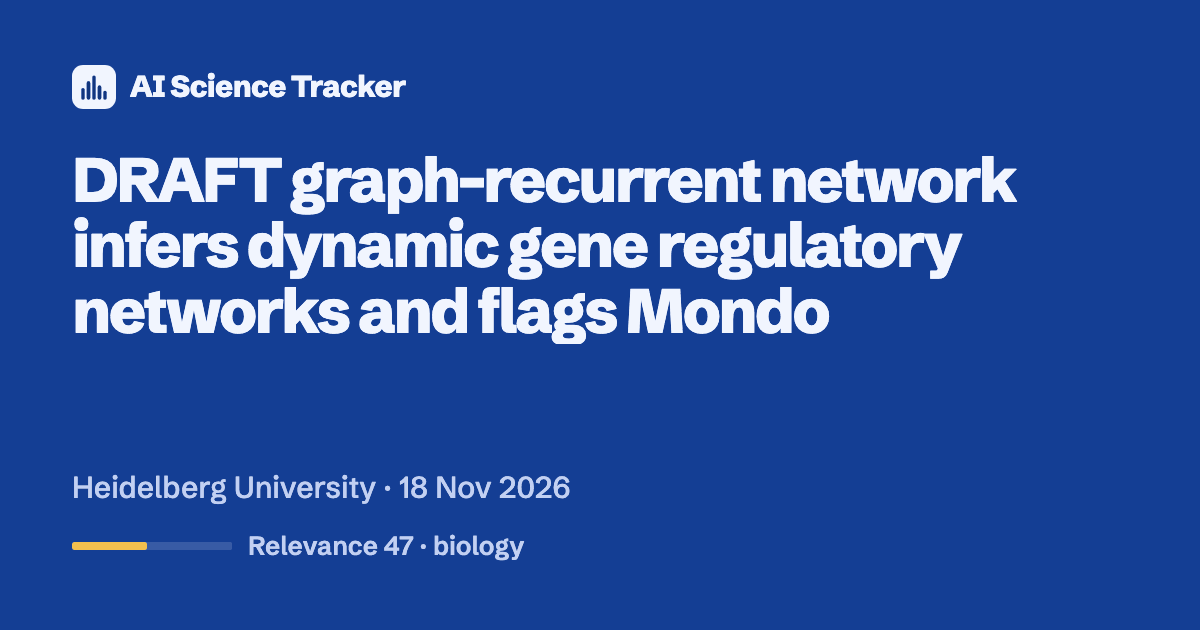 AI Science Tracker
DRAFT graph-recurrent network
infers dynamic gene regulatory
networks and flags Mondo
Heidelberg University · 18 Nov 2026
Relevance 47 · biology